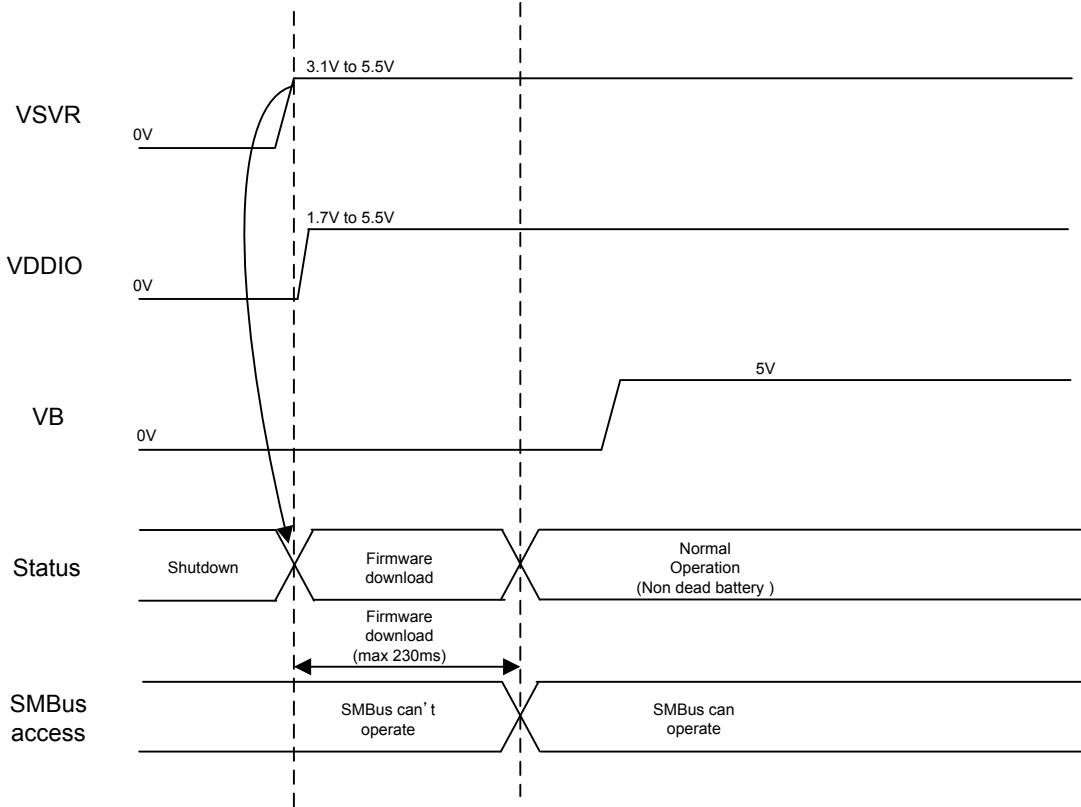 3.1V to 5.5V
VSVR
0V
1.7V to 5.5V
VDDIO
0V
5V
VB
0V
Status
Shutdown
Firmware
download
Normal
Operation
(Non dead battery )
Firmware
download
(max 230ms)
SMBus
access
SMBus can’t
operate
SMBus can
operate